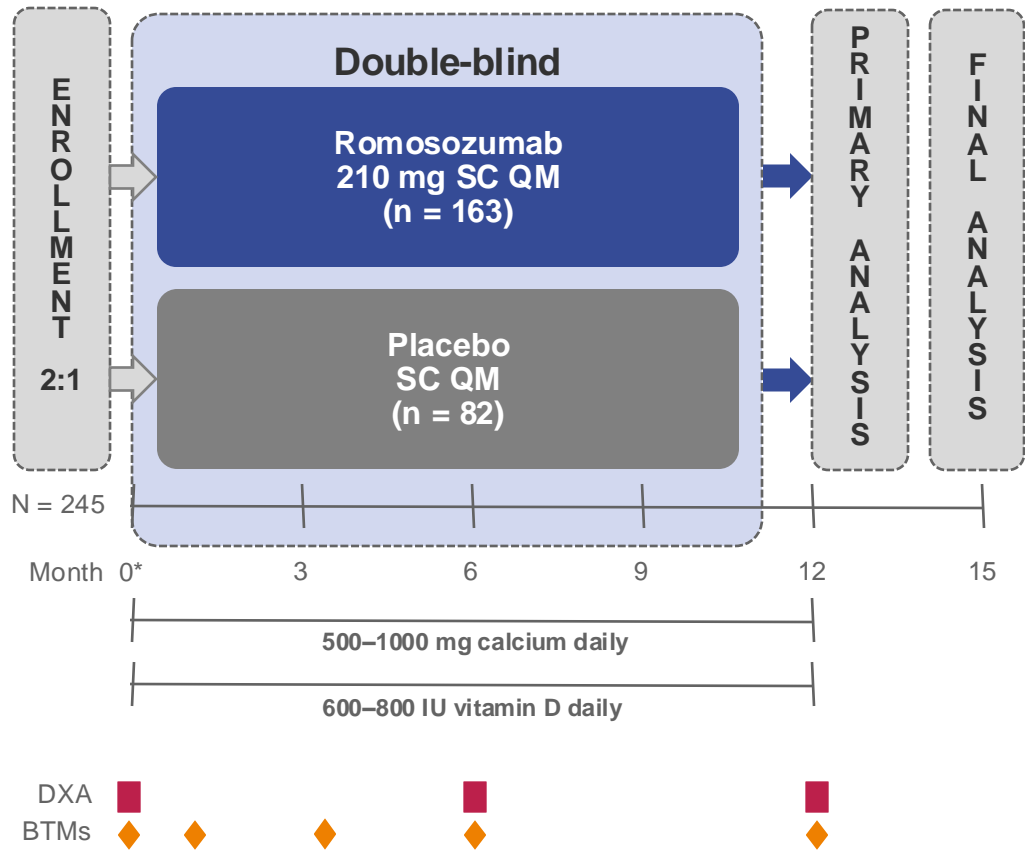 ENROLLMENT
2:1
Double-blind
Romosozumab
210 mg SC QM
(n = 163)
Placebo
SC QM
(n = 82)
PRIMARY ANALYSIS
FINAL ANALYSIS
N = 245
Month 0* 3 6 9 12 15
500–1000 mg calcium daily
600–800 IU vitamin D daily
DXA
BTMs